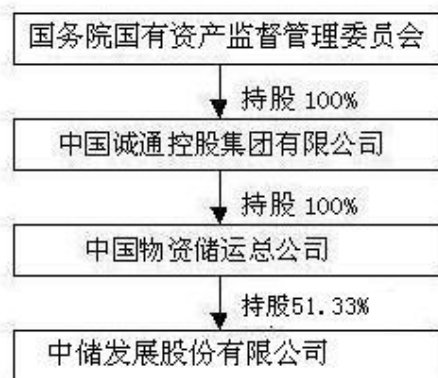 国务院国有资产监督管理委员会
持股 100%
中国诚通控股集团有限公司
持股 100%
中国物资储运总公司
持股51.33%
中储发展股份有限公司